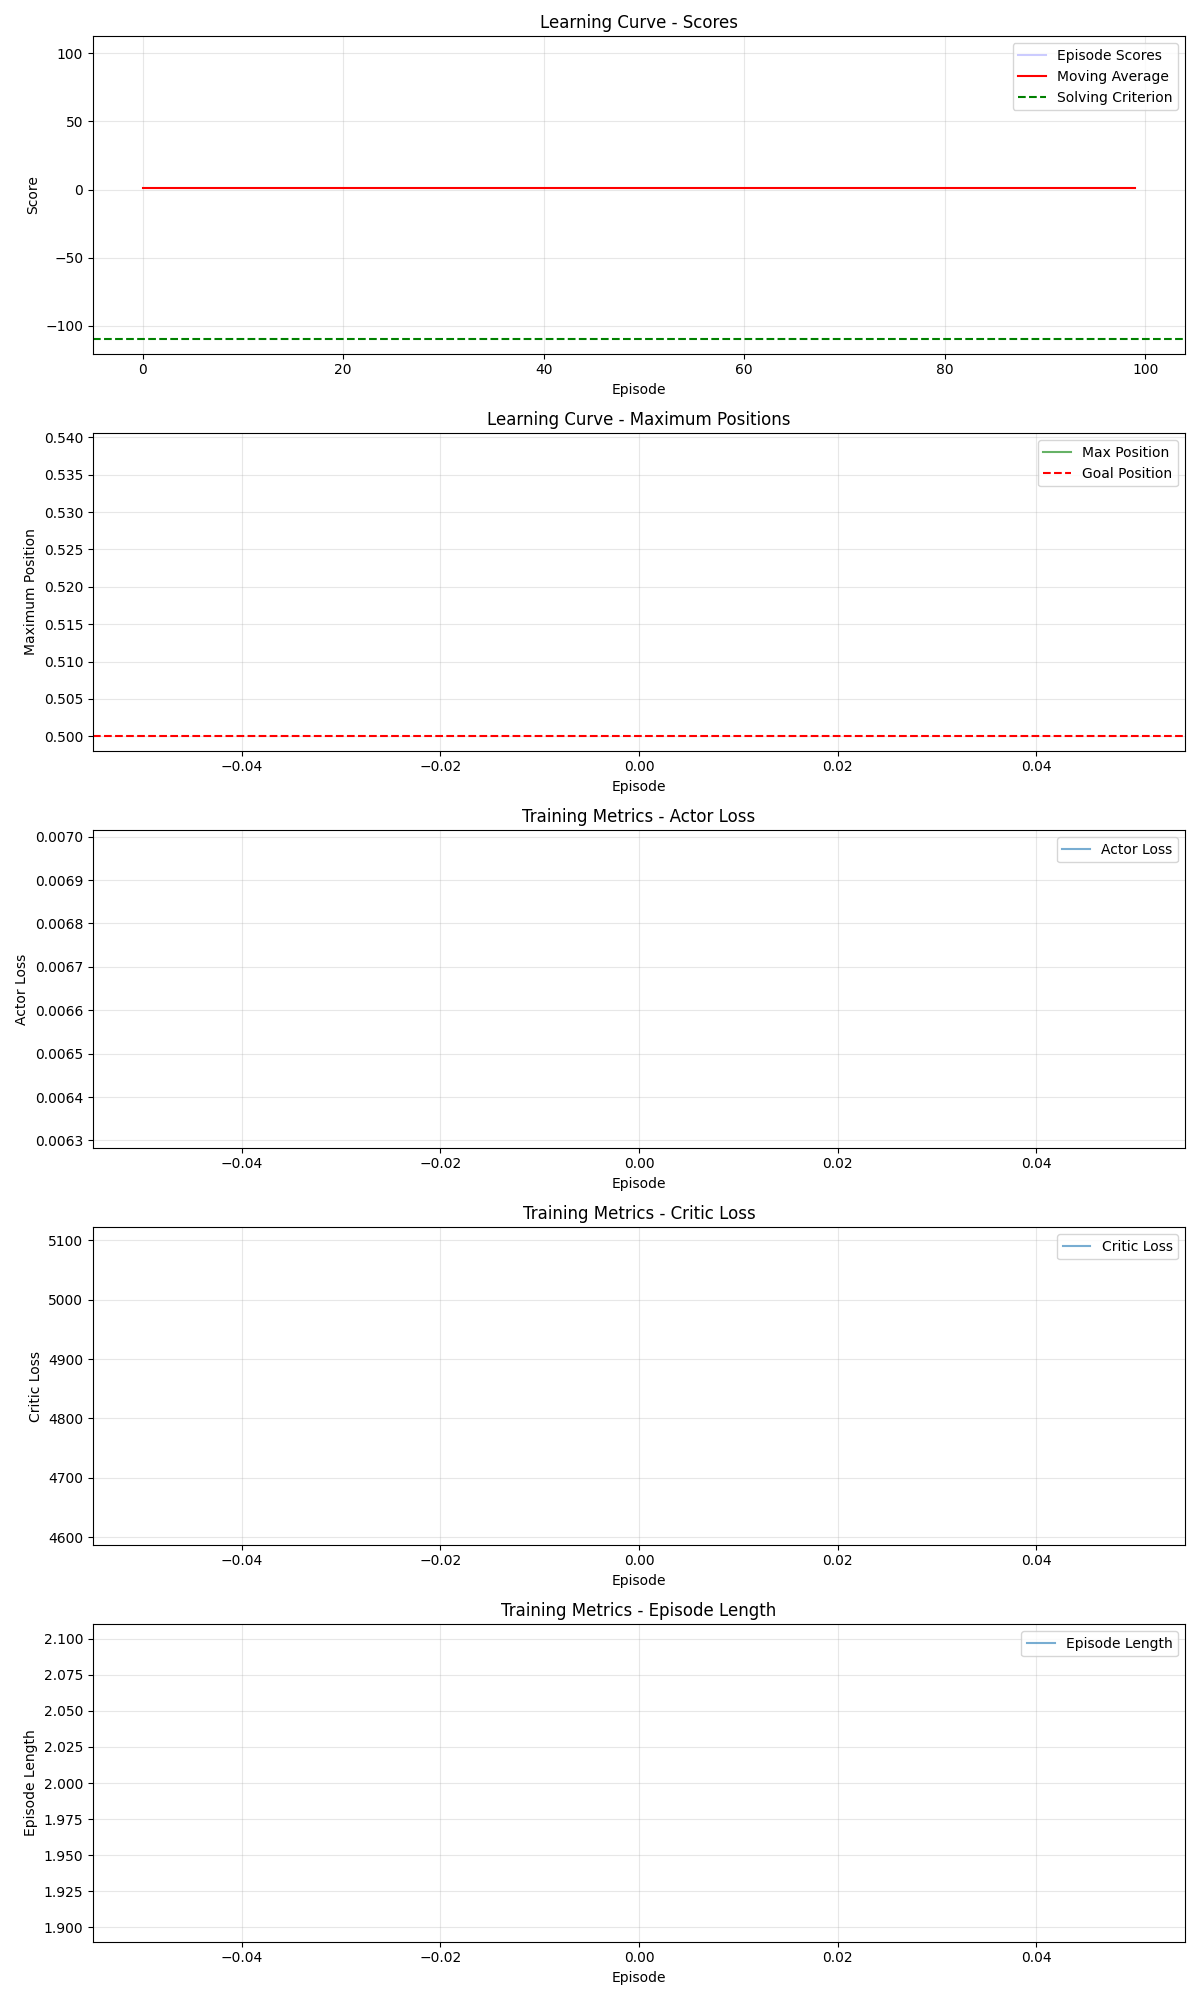 Learning Curve - Scores
Episode Scores
Moving Average
Solving Criterion
100
50
0
−50
−100
Score
0 20 40 60 80 100
Episode
Learning Curve - Maximum Positions
Max Position
Goal Position
0.540
0.535
0.530
0.525
0.520
0.515
0.510
0.505
0.500
Maximum Position
−0.04 −0.02 0.00 0.02 0.04
Episode
Training Metrics - Actor Loss
Actor Loss
0.0070
0.0069
0.0068
0.0067
0.0066
0.0065
0.0064
0.0063
Actor Loss
−0.04 −0.02 0.00 0.02 0.04
Episode
Training Metrics - Critic Loss
Critic Loss
5100
5000
4900
4800
4700
4600
Critic Loss
−0.04 −0.02 0.00 0.02 0.04
Episode
Training Metrics - Episode Length
Episode Length
2.100
2.075
2.050
2.025
2.000
1.975
1.950
1.925
1.900
Episode Length
−0.04 −0.02 0.00 0.02 0.04
Episode